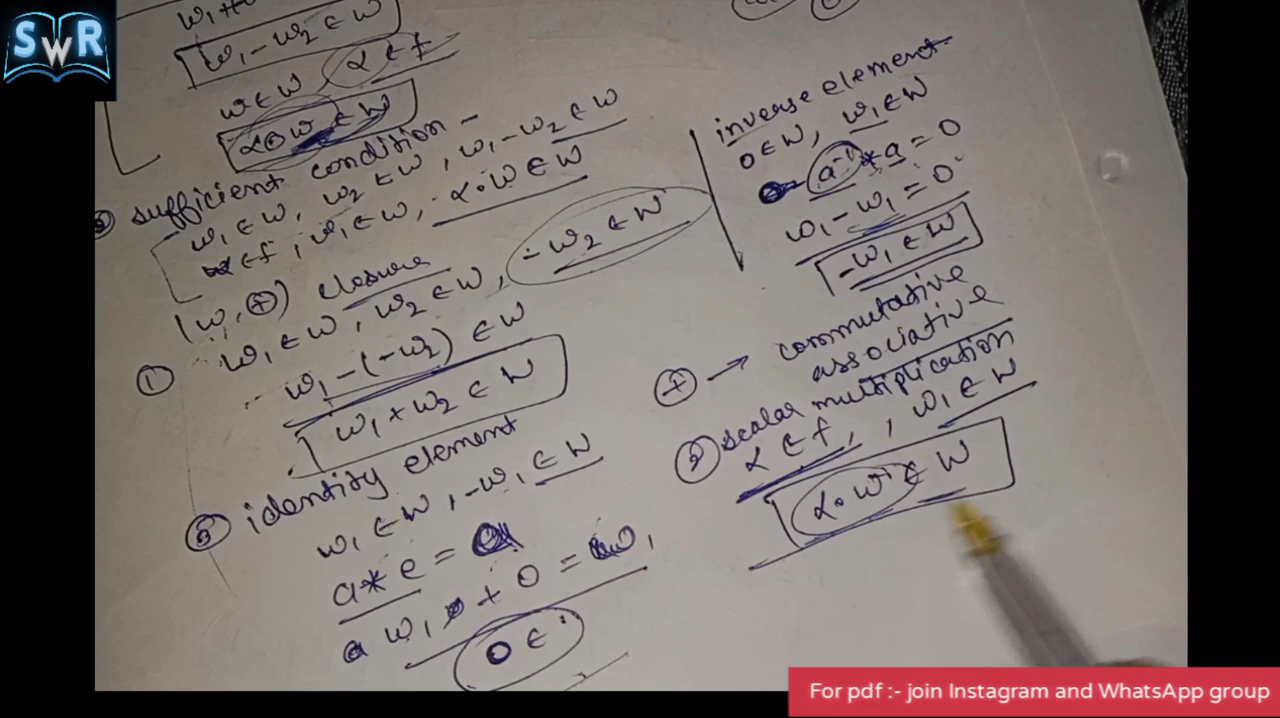 SWR
w₁ - w₂ ∈ W
w ∈ W, α ∈ f
α⊙w ∈ W
sufficient condition -
w₁ ∈ W, w₂ ∈ W, w₁ - w₂ ∈ W
α ∈ f, w₁ ∈ W, α·w ∈ W
(W, ⊕) closure
① w₁ ∈ W, w₂ ∈ W, -w₂ ∈ W
w₁ - (-w₂) ∈ W
w₁ + w₂ ∈ W
identity element
w₁ ∈ W, -w₁ ∈ W
a * e = a
w₁ + 0 = w₁
0 ∈
inverse element
0 ∈ W, w₁ ∈ W
a⁻¹ * a = 0
w₁ - w₁ = 0
-w₁ ∈ W
⊕ → commutative
associative
scalar multiplication
α ∈ f, w₁ ∈ W
α·w₁ ∈ W
For pdf :- join Instagram and WhatsApp group